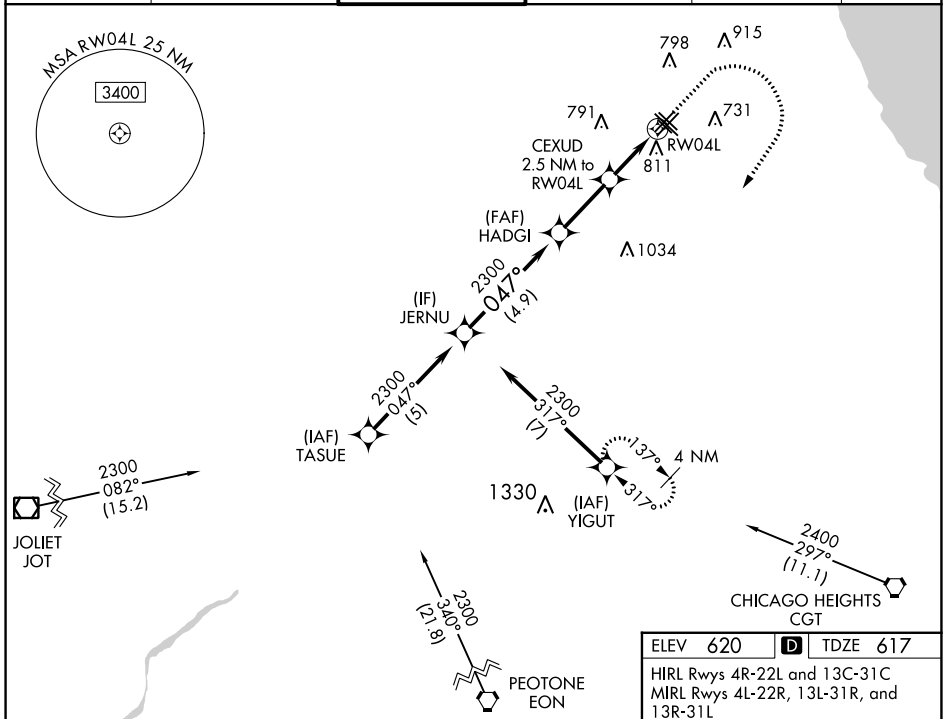 MSA RW04L 25 NM
3400
798
915
791
731
RW04L
811
CEXUD
2.5 NM to
RW04L
(FAF)
HADGI
1034
2300
047°
(4.9)
(IF)
JERNU
2300
047°
(5)
(IAF)
TASUE
2300
317°
(7)
137°
4 NM
317°
1330
(IAF)
YIGUT
2300
082°
(15.2)
JOLIET
JOT
2400
297°
(11.1)
CHICAGO HEIGHTS
CGT
2300
340°
(21.8)
PEOTONE
EON
ELEV 620 D TDZE 617
HIRL Rwys 4R-22L and 13C-31C
MIRL Rwys 4L-22R, 13L-31R, and
13R-31L